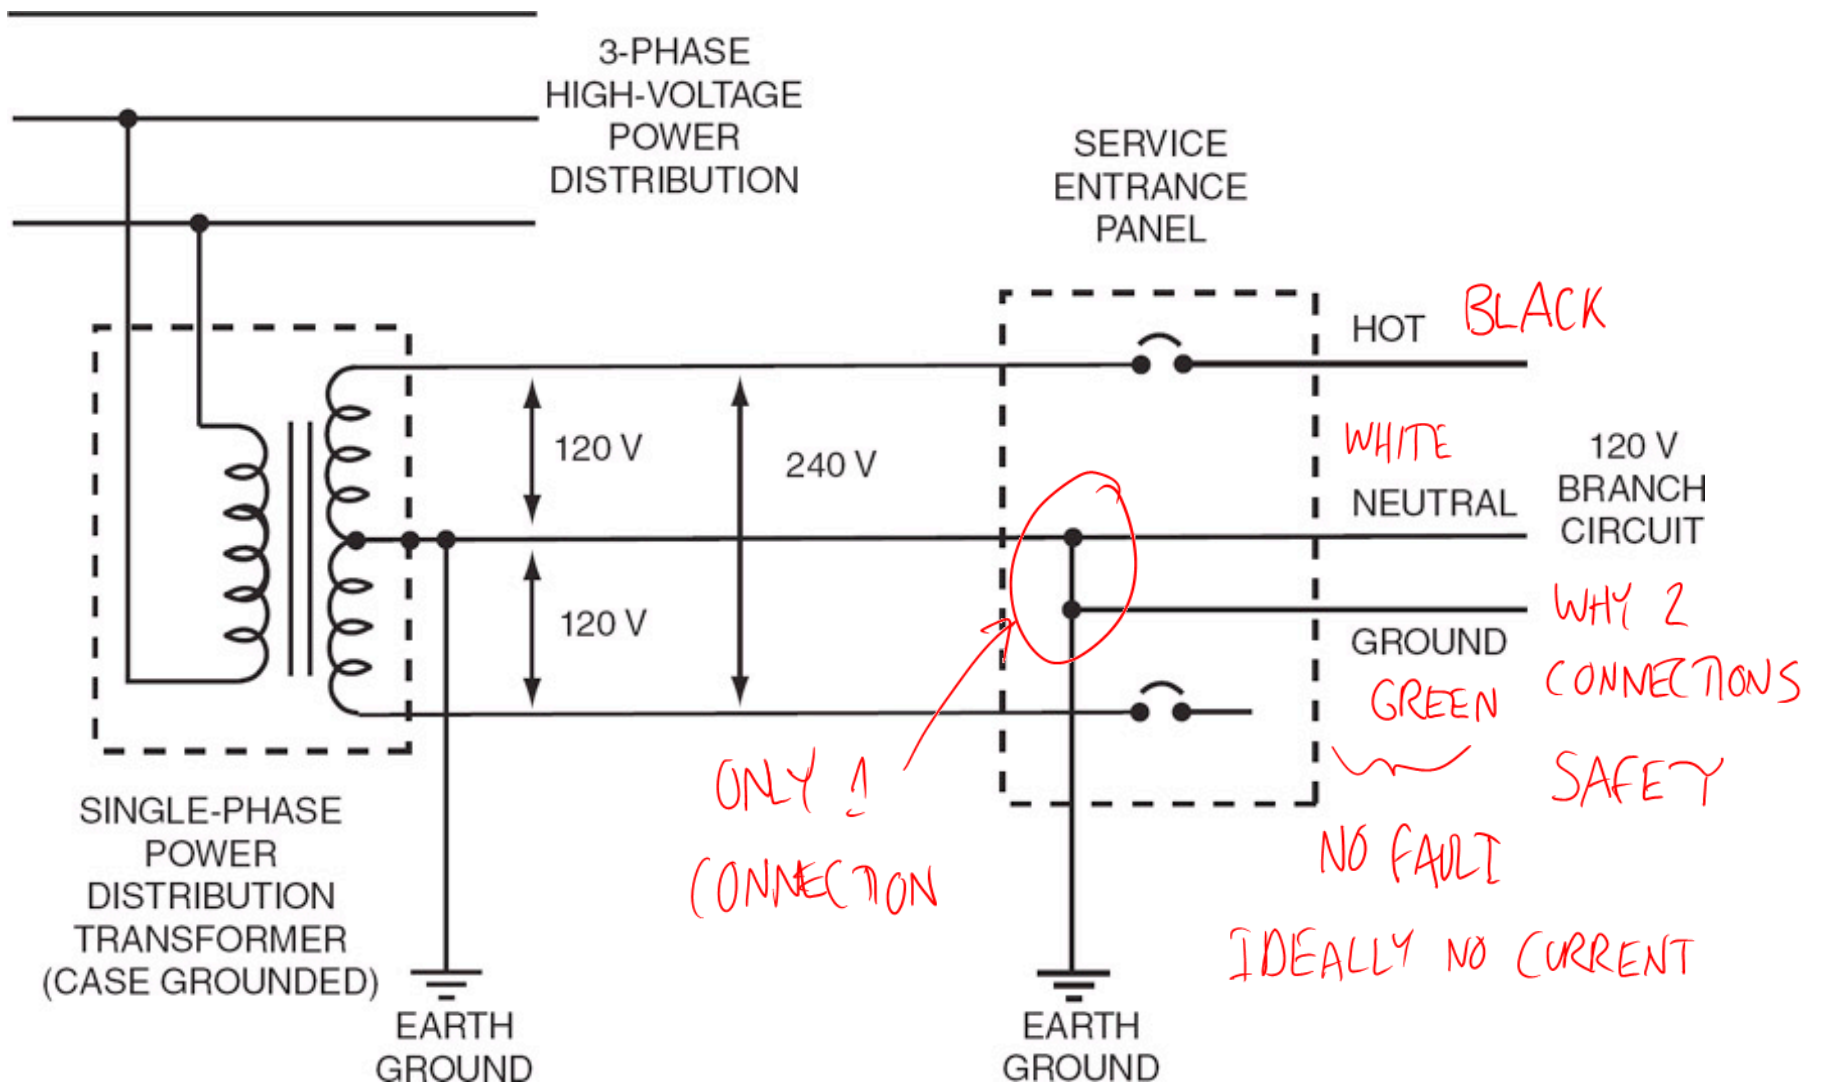 3-PHASE
HIGH-VOLTAGE
POWER
DISTRIBUTION
SERVICE
ENTRANCE
PANEL
HOT
BLACK
120 V
240 V
WHITE
NEUTRAL
120 V
BRANCH
CIRCUIT
120 V
GROUND
GREEN
WHY 2
CONNECTIONS
SAFETY
ONLY 1
CONNECTION
NO FAULT
IDEALLY NO CURRENT
SINGLE-PHASE
POWER
DISTRIBUTION
TRANSFORMER
(CASE GROUNDED)
EARTH
GROUND
EARTH
GROUND